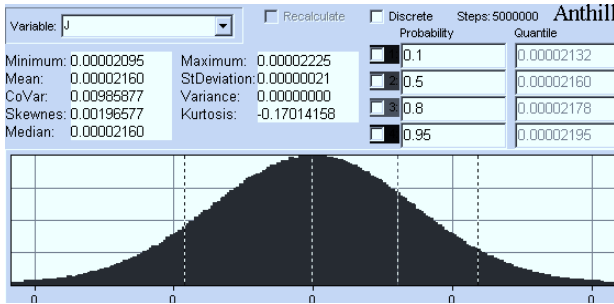 Variable: J
Recalculate
Discrete Steps: 5000000 Anthill
Probability Quantile
Minimum: 0.00002095 Maximum: 0.00002225
Mean: 0.00002160 StDeviation: 0.00000021
CoVar: 0.00985877 Variance: 0.00000000
Skewnes: 0.00196577 Kurtosis: -0.17014158
Median: 0.00002160
0.1 0.00002132
2 0.5 0.00002160
3 0.8 0.00002178
0.95 0.00002195
0 0 0 0 0